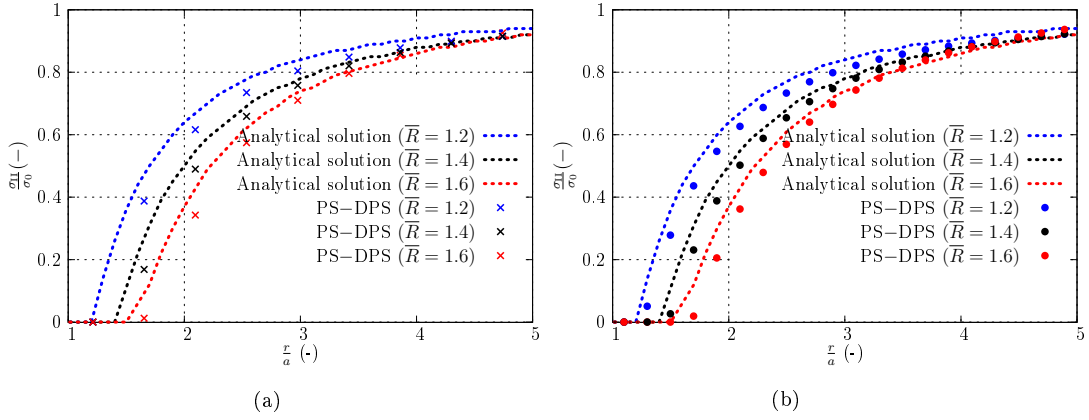 1
0.8
0.6
0.4
0.2
0
σ11/σ0 (−)
Analytical solution (R̅ = 1.2)
Analytical solution (R̅ = 1.4)
Analytical solution (R̅ = 1.6)
PS−DPS (R̅ = 1.2)
PS−DPS (R̅ = 1.4)
PS−DPS (R̅ = 1.6)
1 2 3 4 5
r/a (-)
(a)
1
0.8
0.6
0.4
0.2
0
σ11/σ0 (−)
Analytical solution (R̅ = 1.2)
Analytical solution (R̅ = 1.4)
Analytical solution (R̅ = 1.6)
PS−DPS (R̅ = 1.2)
PS−DPS (R̅ = 1.4)
PS−DPS (R̅ = 1.6)
1 2 3 4 5
r/a (-)
(b)